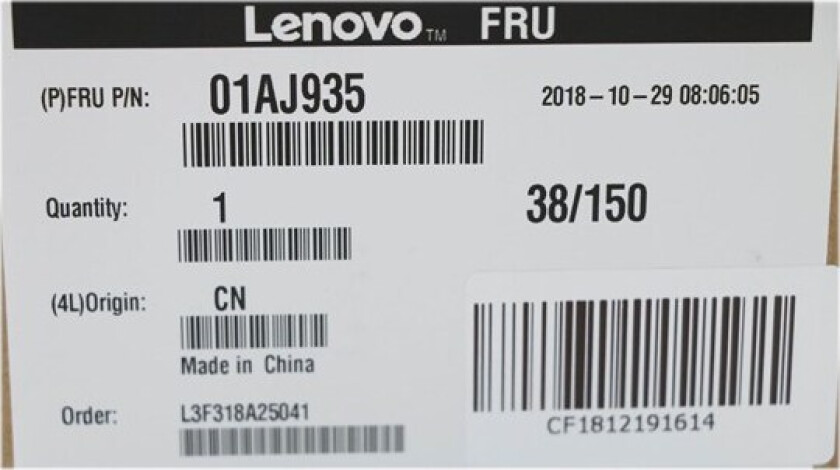 Lenovo™ FRU
(P)FRU P/N: 01AJ935 2018-10-29 08:06:05
Quantity: 1 38/150
(4L)Origin: CN
Made in China
Order: L3F318A25041
CF1812191614